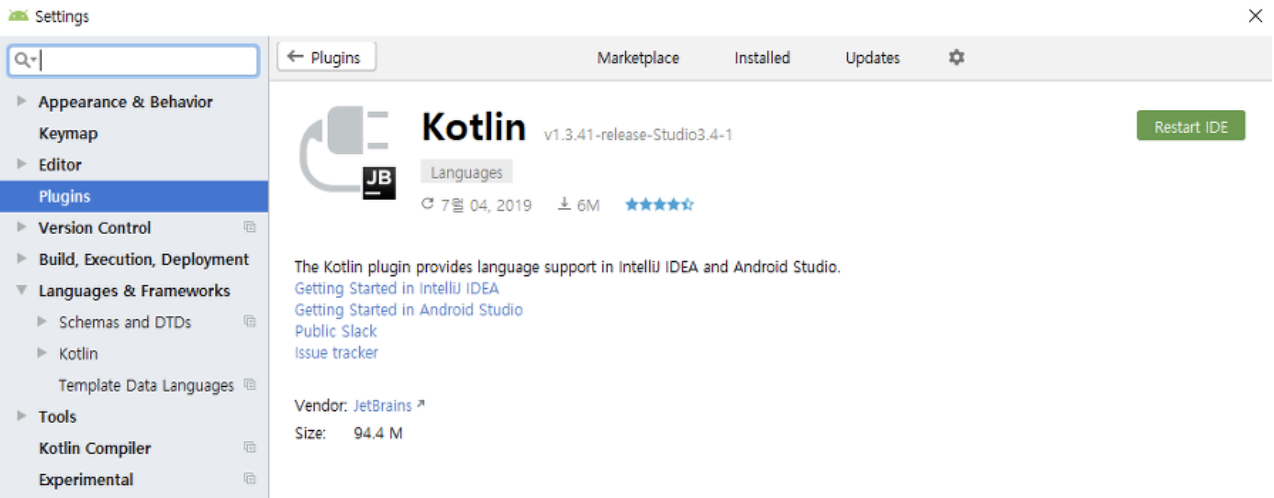 Settings
Appearance & Behavior
Keymap
Editor
Plugins
Version Control
Build, Execution, Deployment
Languages & Frameworks
Schemas and DTDs
Kotlin
Template Data Languages
Tools
Kotlin Compiler
Experimental
Plugins
Marketplace
Installed
Updates
Kotlin v1.3.41-release-Studio3.4-1
Restart IDE
JB
Languages
7월 04, 2019 6M
The Kotlin plugin provides language support in IntelliJ IDEA and Android Studio.
Getting Started in IntelliJ IDEA
Getting Started in Android Studio
Public Slack
Issue tracker
Vendor: JetBrains
Size: 94.4 M